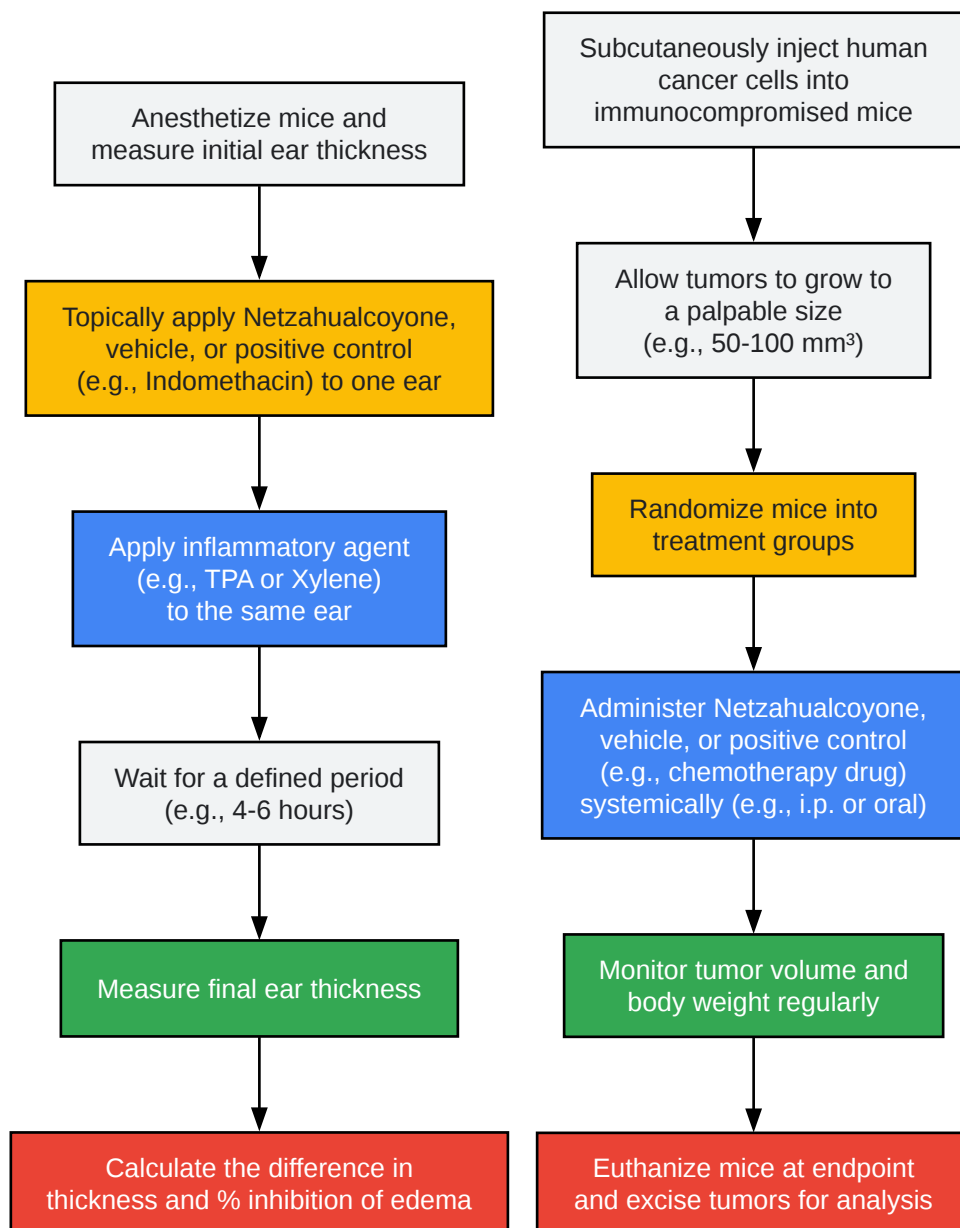 Anesthetize mice and
measure initial ear thickness
Topically apply Netzahualcoyone,
vehicle, or positive control
(e.g., Indomethacin) to one ear
Apply inflammatory agent
(e.g., TPA or Xylene)
to the same ear
Wait for a defined period
(e.g., 4-6 hours)
Measure final ear thickness
Calculate the difference in
thickness and % inhibition of edema
Subcutaneously inject human
cancer cells into
immunocompromised mice
Allow tumors to grow to
a palpable size
(e.g., 50-100 mm³)
Randomize mice into
treatment groups
Administer Netzahualcoyone,
vehicle, or positive control
(e.g., chemotherapy drug)
systemically (e.g., i.p. or oral)
Monitor tumor volume and
body weight regularly
Euthanize mice at endpoint
and excise tumors for analysis